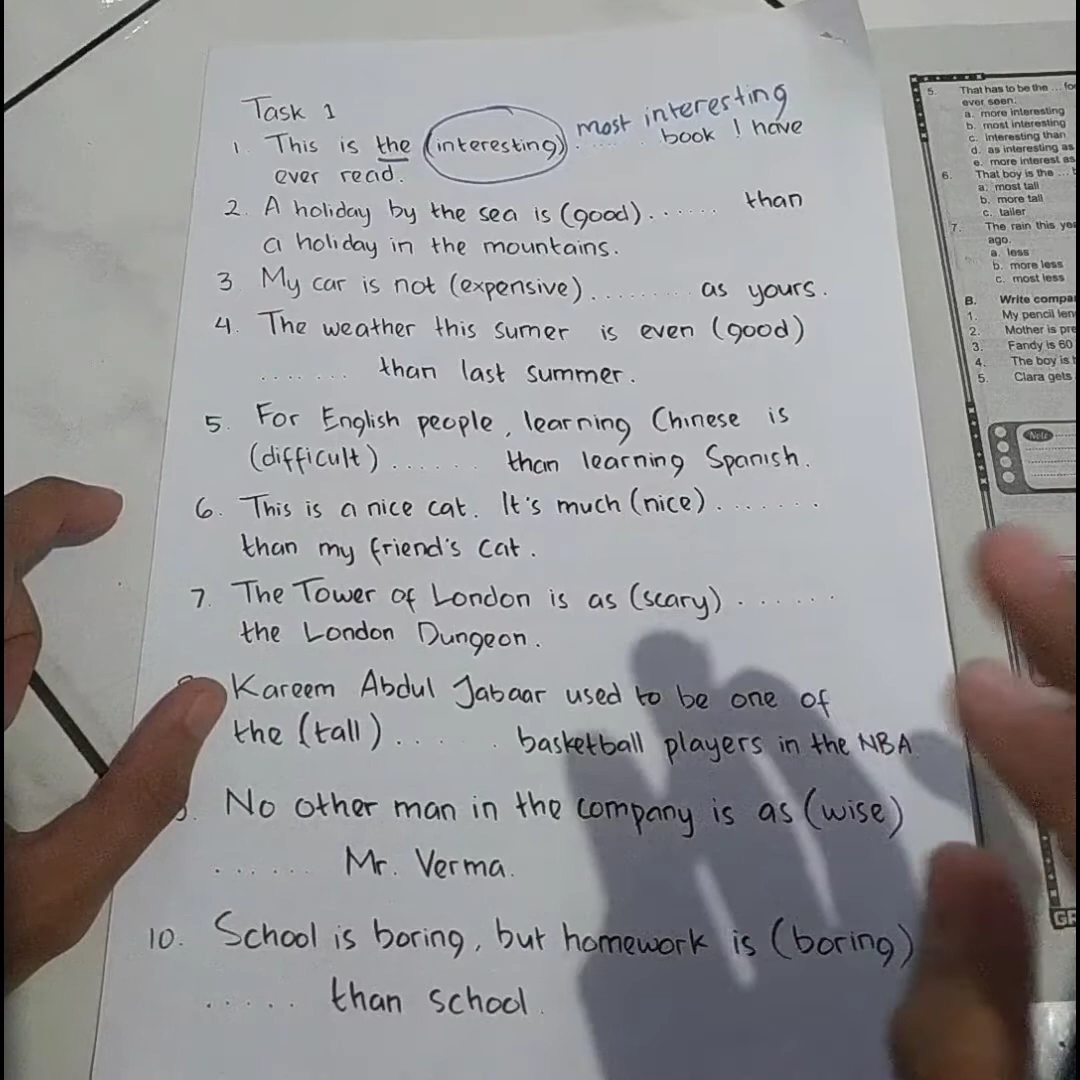 Task 1
most interesting
1. This is the (interesting) ...... book I have
ever read.
2. A holiday by the sea is (good) ...... than
a holiday in the mountains.
3 My car is not (expensive) ........ as yours.
4. The weather this sumer is even (good)
....... than last summer.
5. For English people, learning Chinese is
(difficult) ....... than learning Spanish.
6. This is a nice cat. It's much (nice) .......
than my friend's cat.
7. The Tower of London is as (scary) ......
the London Dungeon.
Kareem Abdul Jabaar used to be one of
the (tall) ..... basketball players in the NBA
No other man in the company is as (wise)
...... Mr. Verma.
10. School is boring, but homework is (boring)
..... than school.
5. That has to be the ...
ever seen.
a. more interesting
b. most interesting
c. interesting than
d. as interesting as
e. more interest as
6. That boy is the ...
a. most tall
b. more tall
c. taller
7. The rain this
ago.
a. less
b. more less
c. most less
B. Write
1. My pencil
2. Mother is
3. Fandy is 60
4. The boy is
5. Clara gets
Note